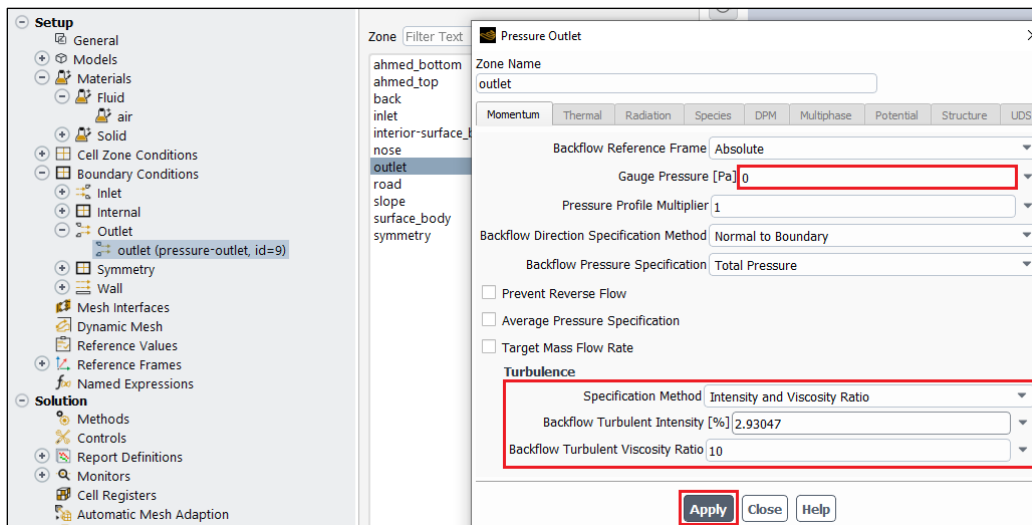 Setup
General
Models
Materials
Fluid
air
Solid
Cell Zone Conditions
Boundary Conditions
Inlet
Internal
Outlet
outlet (pressure-outlet, id=9)
Symmetry
Wall
Mesh Interfaces
Dynamic Mesh
Reference Values
Reference Frames
Named Expressions
Solution
Methods
Controls
Report Definitions
Monitors
Cell Registers
Automatic Mesh Adaption
Zone Filter Text
ahmed_bottom
ahmed_top
back
inlet
interior-surface_b
nose
outlet
road
slope
surface_body
symmetry
Pressure Outlet
Zone Name
outlet
Momentum Thermal Radiation Species DPM Multiphase Potential Structure UDS
Backflow Reference Frame Absolute
Gauge Pressure [Pa] 0
Pressure Profile Multiplier 1
Backflow Direction Specification Method Normal to Boundary
Backflow Pressure Specification Total Pressure
Prevent Reverse Flow
Average Pressure Specification
Target Mass Flow Rate
Turbulence
Specification Method Intensity and Viscosity Ratio
Backflow Turbulent Intensity [%] 2.93047
Backflow Turbulent Viscosity Ratio 10
Apply Close Help